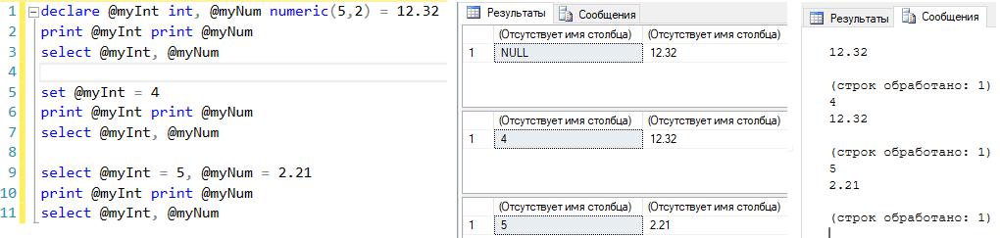 1 declare @myInt int, @myNum numeric(5,2) = 12.32
2 print @myInt print @myNum
3 select @myInt, @myNum
4
5 set @myInt = 4
6 print @myInt print @myNum
7 select @myInt, @myNum
8
9 select @myInt = 5, @myNum = 2.21
10 print @myInt print @myNum
11 select @myInt, @myNum
Результаты Сообщения
(Отсутствует имя столбца) (Отсутствует имя столбца)
1 NULL 12.32
(Отсутствует имя столбца) (Отсутствует имя столбца)
1 4 12.32
(Отсутствует имя столбца) (Отсутствует имя столбца)
1 5 2.21
Результаты Сообщения
12.32
(строк обработано: 1)
4
12.32
(строк обработано: 1)
5
2.21
(строк обработано: 1)